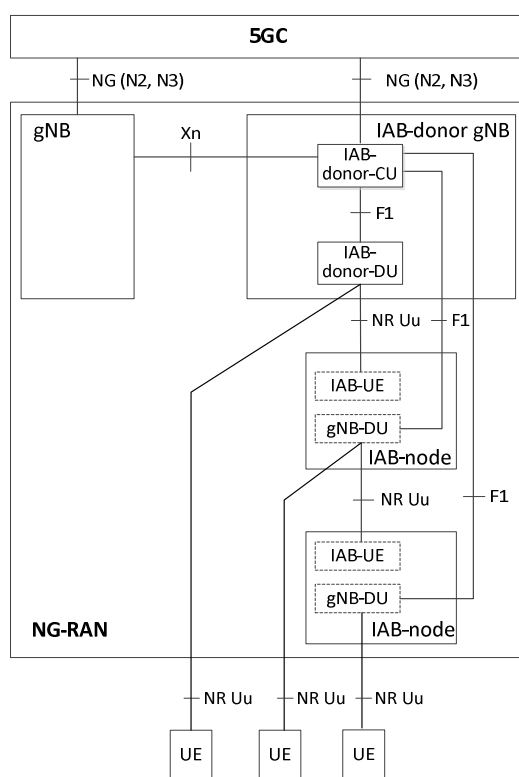 5GC
NG (N2, N3)
NG (N2, N3)
gNB
Xn
IAB-donor gNB
IAB-
donor-CU
F1
IAB-
donor-DU
NR Uu
F1
IAB-UE
gNB-DU
IAB-node
NR Uu
F1
IAB-UE
gNB-DU
IAB-node
NG-RAN
NR Uu
NR Uu
NR Uu
UE
UE
UE